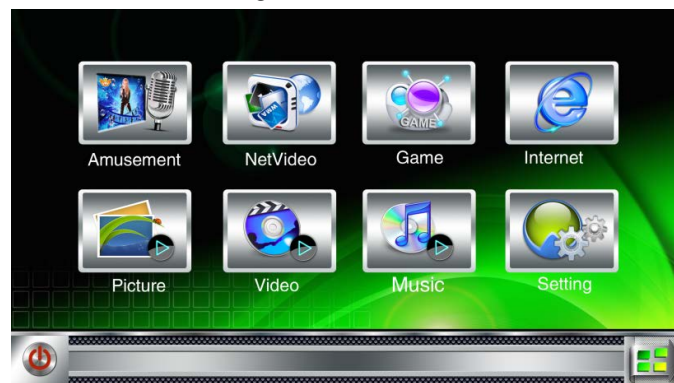 Amusement
NetVideo
Game
Internet
GAME
Picture
Video
Music
Setting